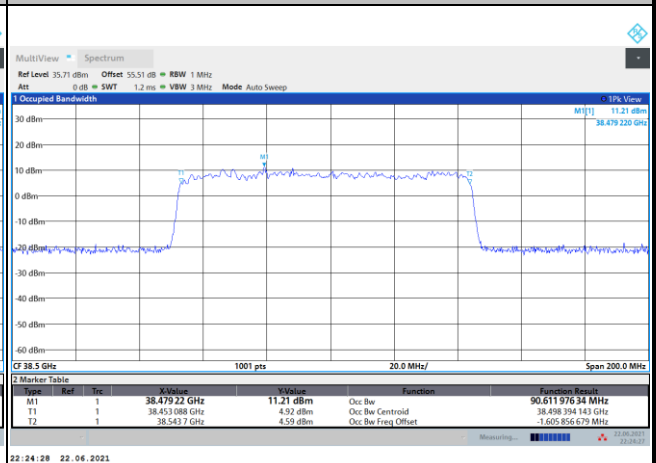 MultiView Spectrum
Ref Level 35.71 dBm Offset 55.51 dB RBW 1 MHz
Att 0 dB SWT 1.2 ms VBW 3 MHz Mode Auto Sweep
1 Occupied Bandwidth 1Pk View
M1[1] 11.21 dBm
38.479 220 GHz
30 dBm
20 dBm
M1
10 dBm
T1 T2
0 dBm
-10 dBm
-20 dBm
-30 dBm
-40 dBm
-50 dBm
-60 dBm
CF 38.5 GHz 1001 pts 20.0 MHz/ Span 200.0 MHz
2 Marker Table
Type Ref Trc X-Value Y-Value Function Function Result
M1 1 38.479 22 GHz 11.21 dBm Occ Bw 90.611 976 34 MHz
T1 1 38.453 088 GHz 4.92 dBm Occ Bw Centroid 38.498 394 143 GHz
T2 1 38.543 7 GHz 4.59 dBm Occ Bw Freq Offset -1.605 856 679 MHz
Measuring... 22.06.2021
22:24:27
22:24:28 22.06.2021